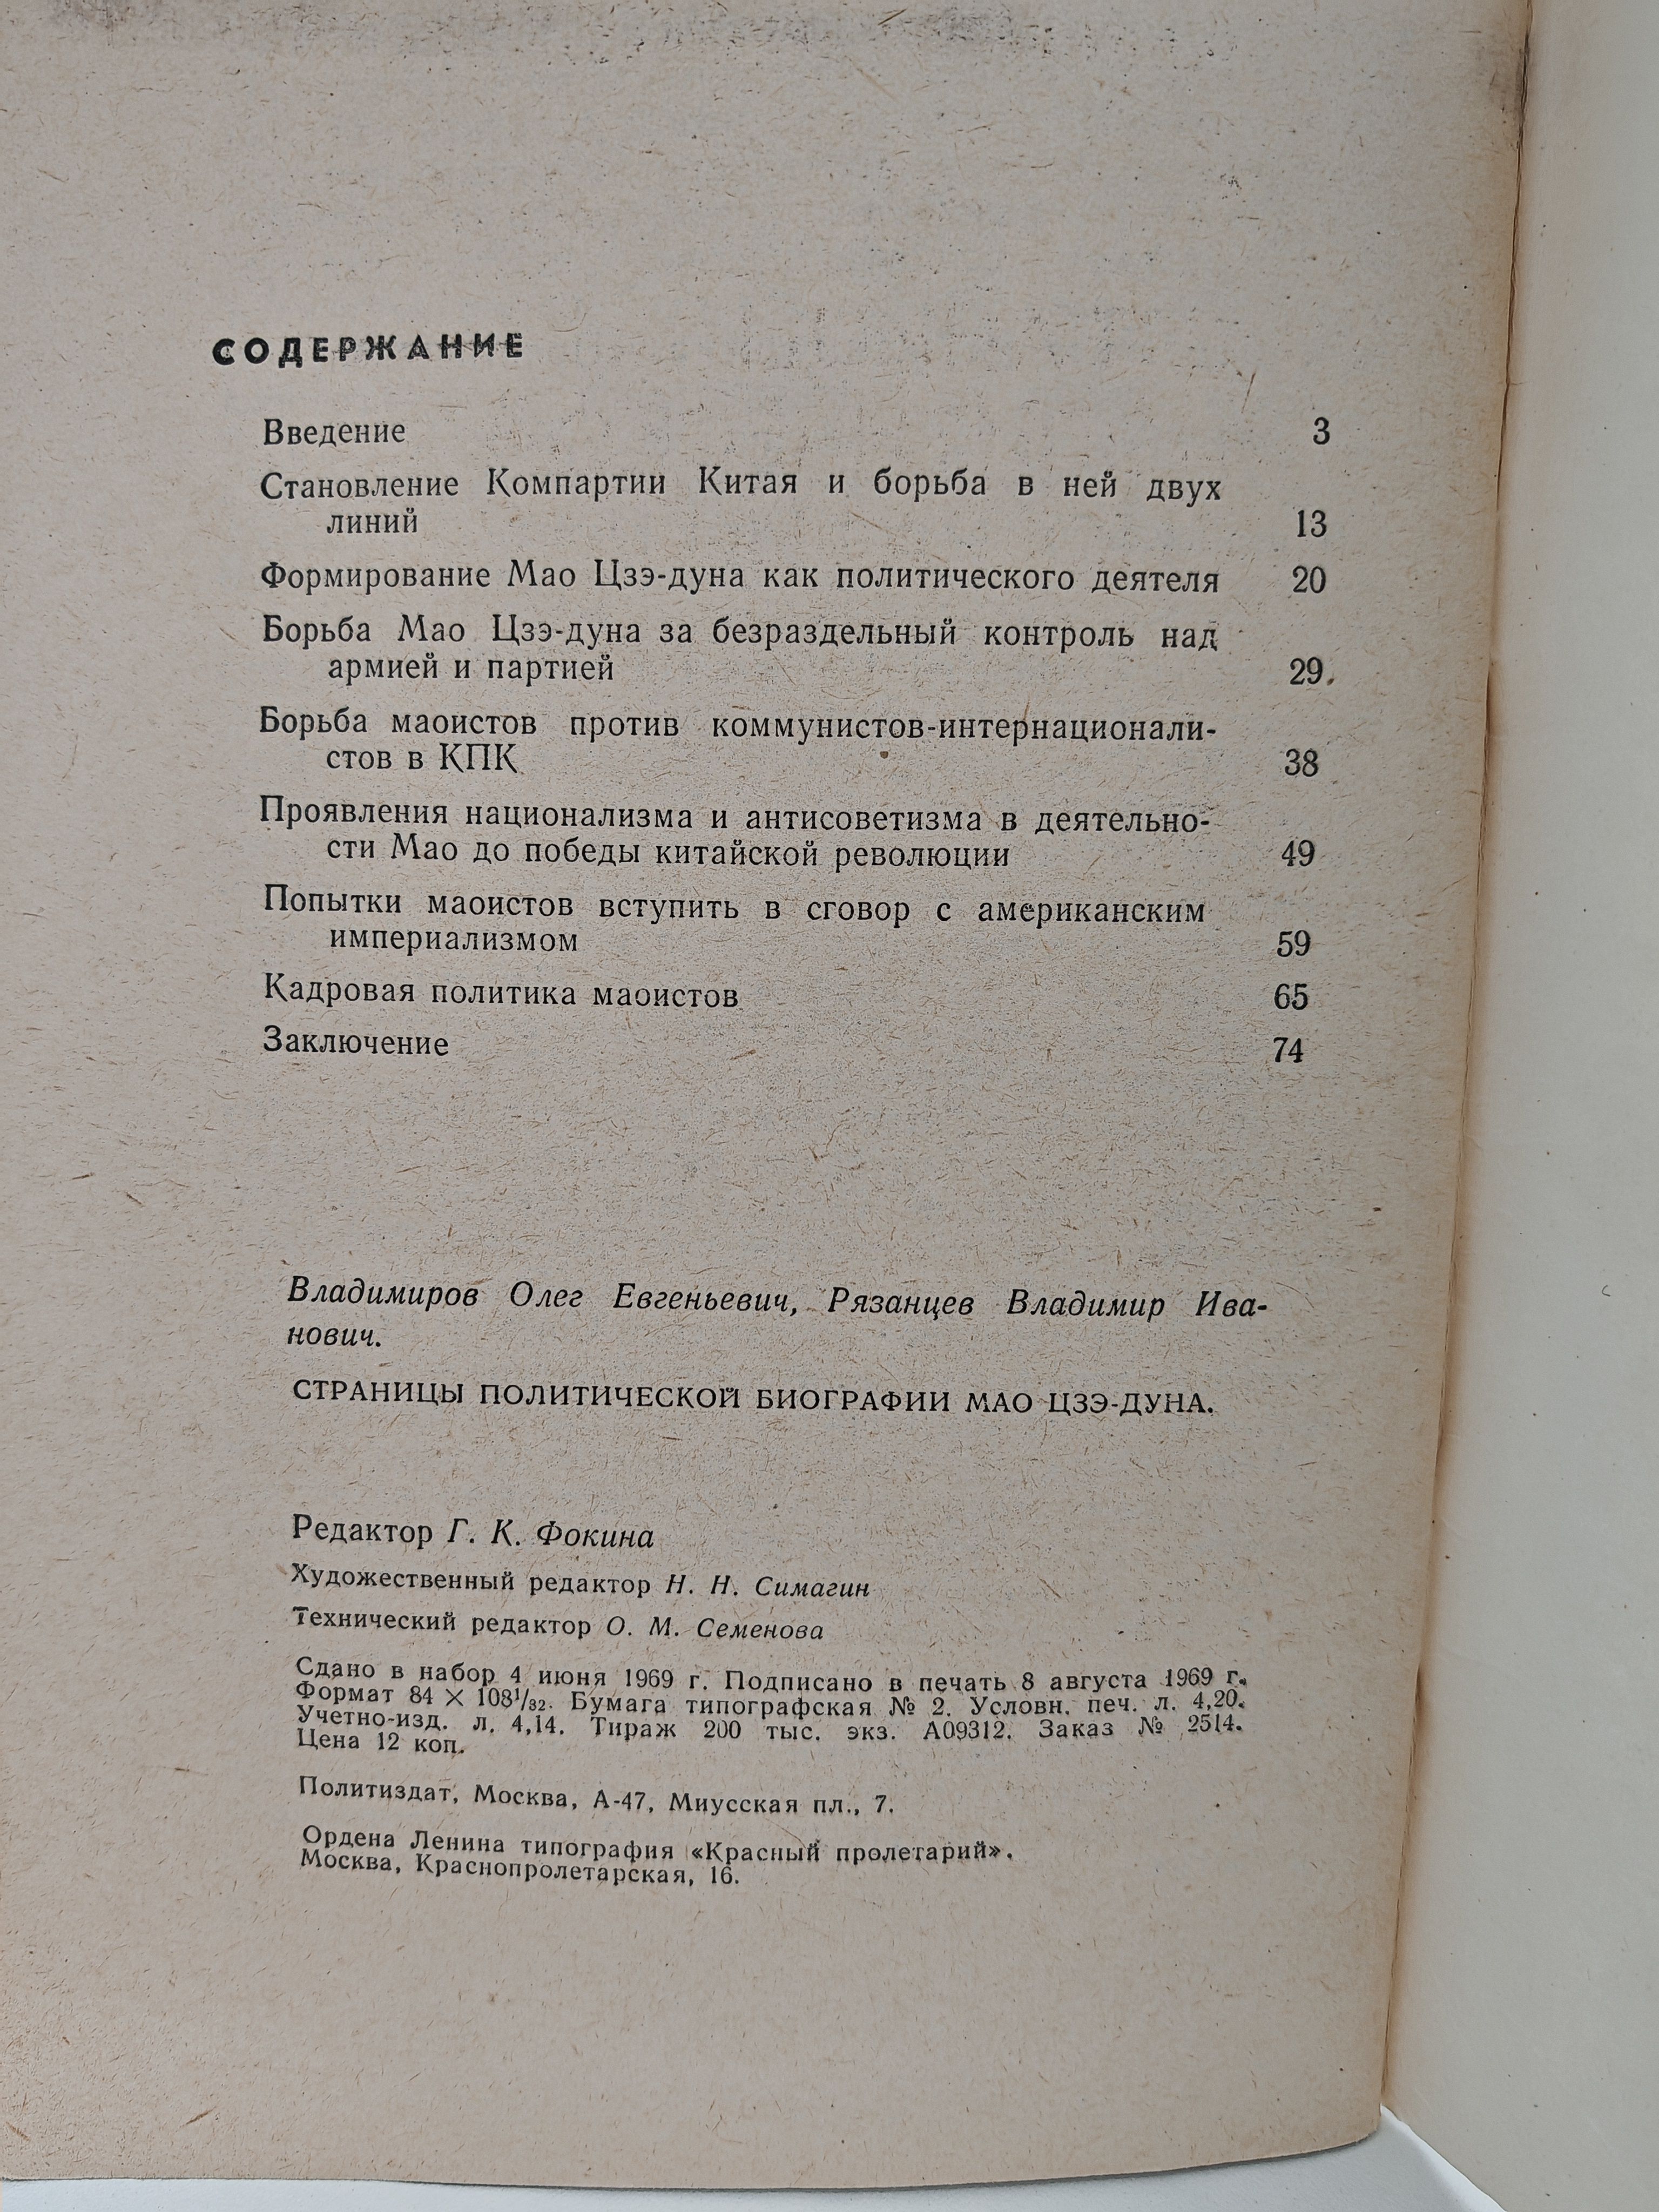 СОДЕРЖАНИЕ
Введение 3
Становление Компартии Китая и борьба в ней двух
линий 13
Формирование Мао Цзэ-дуна как политического деятеля 20
Борьба Мао Цзэ-дуна за безраздельный контроль над
армией и партией 29.
Борьба маоистов против коммунистов-интернационали-
стов в КПК 38
Проявления национализма и антисоветизма в деятельно-
сти Мао до победы китайской революции 49
Попытки маоистов вступить в сговор с американским
империализмом 59
Кадровая политика маоистов 65
Заключение 74
Владимиров Олег Евгеньевич, Рязанцев Владимир Ива-
нович.
СТРАНИЦЫ ПОЛИТИЧЕСКОЙ БИОГРАФИИ МАО ЦЗЭ-ДУНА.
Редактор Г. К. Фокина
Художественный редактор Н. Н. Симагин
Технический редактор О. М. Семенова
Сдано в набор 4 июня 1969 г. Подписано в печать 8 августа 1969 г.
Формат 84 × 108¹/₃₂. Бумага типографская № 2. Условн. печ. л. 4,20.
Учетно-изд. л. 4,14. Тираж 200 тыс. экз. А09312. Заказ № 2514.
Цена 12 коп.
Политиздат, Москва, А-47, Миусская пл., 7.
Ордена Ленина типография «Красный пролетарий».
Москва, Краснопролетарская, 16.